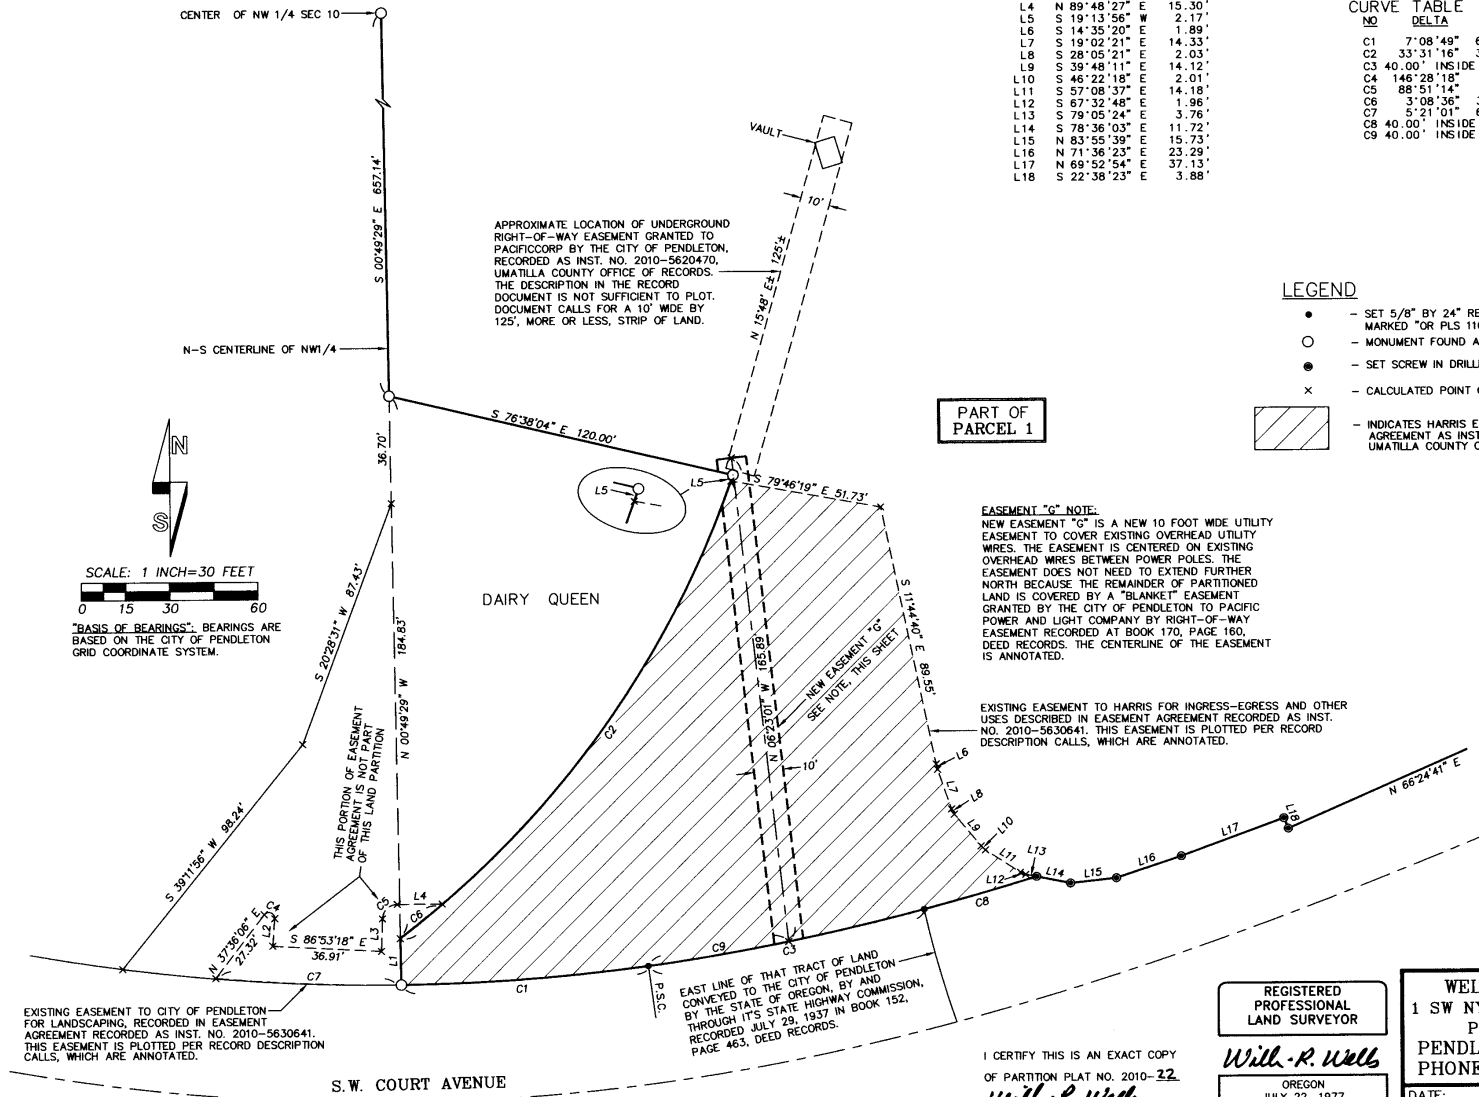 CENTER OF NW 1/4 SEC 10
S 00°49'29" E 657.14'
N-S CENTERLINE OF NW1/4
L4 N 89°48'27" E 15.30'
L5 S 19°13'56" W 2.17'
L6 S 14°35'20" E 1.89'
L7 S 19°02'21" E 14.33'
L8 S 28°05'21" E 2.03'
L9 S 39°48'11" E 14.12'
L10 S 46°22'18" E 2.01'
L11 S 57°08'37" E 14.18'
L12 S 67°32'48" E 1.96'
L13 S 79°05'24" E 3.76'
L14 S 78°36'03" E 11.72'
L15 N 83°55'39" E 15.73'
L16 N 71°36'23" E 23.29'
L17 N 69°52'54" E 37.13'
L18 S 22°38'23" E 3.88'
CURVE TABLE
NO DELTA
C1 7°08'49"
C2 33°31'16"
C3 40.00' INSIDE
C4 146°28'18"
C5 88°51'14"
C6 3°08'36"
C7 5°21'01"
C8 40.00' INSIDE
C9 40.00' INSIDE
VAULT
10'
N 15°48' E± 125'±
APPROXIMATE LOCATION OF UNDERGROUND
RIGHT-OF-WAY EASEMENT GRANTED TO
PACIFICCORP BY THE CITY OF PENDLETON,
RECORDED AS INST. NO. 2010-5620470,
UMATILLA COUNTY OFFICE OF RECORDS.
THE DESCRIPTION IN THE RECORD
DOCUMENT IS NOT SUFFICIENT TO PLOT.
DOCUMENT CALLS FOR A 10' WIDE BY
125', MORE OR LESS, STRIP OF LAND.
LEGEND
- SET 5/8" BY 24"
MARKED "OR PLS
- MONUMENT FOUND
- SET SCREW IN
- CALCULATED POINT
- INDICATES HARRIS
AGREEMENT AS
UMATILLA COUNTY
PART OF
PARCEL 1
S 76°38'04" E 120.00'
36.70'
L5
L5
S 79°46'19" E 51.73'
N
S
SCALE: 1 INCH=30 FEET
0 15 30 60
"BASIS OF BEARINGS": BEARINGS ARE
BASED ON THE CITY OF PENDLETON
GRID COORDINATE SYSTEM.
S 20°28'31" W 87.43'
N 00°49'29" W 184.83'
DAIRY QUEEN
C2
N 06°23'01" W 165.89
NEW EASEMENT "G"
SEE NOTE, THIS SHEET
10'
S 11°44'40" E 89.55'
EASEMENT "G" NOTE:
NEW EASEMENT "G" IS A NEW 10 FOOT WIDE UTILITY
EASEMENT TO COVER EXISTING OVERHEAD UTILITY
WIRES. THE EASEMENT IS CENTERED ON EXISTING
OVERHEAD WIRES BETWEEN POWER POLES. THE
EASEMENT DOES NOT NEED TO EXTEND FURTHER
NORTH BECAUSE THE REMAINDER OF PARTITIONED
LAND IS COVERED BY A "BLANKET" EASEMENT
GRANTED BY THE CITY OF PENDLETON TO PACIFIC
POWER AND LIGHT COMPANY BY RIGHT-OF-WAY
EASEMENT RECORDED AT BOOK 170, PAGE 160,
DEED RECORDS. THE CENTERLINE OF THE EASEMENT
IS ANNOTATED.
EXISTING EASEMENT TO HARRIS FOR INGRESS-EGRESS AND OTHER
USES DESCRIBED IN EASEMENT AGREEMENT RECORDED AS INST.
NO. 2010-5630641. THIS EASEMENT IS PLOTTED PER RECORD
DESCRIPTION CALLS, WHICH ARE ANNOTATED.
THIS PORTION OF EASEMENT
AGREEMENT IS NOT PART
OF THIS LAND PARTITION
S 39°11'56" W 98.24'
N 37°36'06" E
27.32'
C4
L2
S 86°53'18" E
36.91'
L3
C5
L4
C6
L1
C7
C1
C9
C3
C8
L6
L7
L8
L9
L10
L11
L12
L13
L14
L15
L16
L17
L18
N 66°24'41" E
P.S.C.
EAST LINE OF THAT TRACT OF LAND
CONVEYED TO THE CITY OF PENDLETON
BY THE STATE OF OREGON, BY AND
THROUGH IT'S STATE HIGHWAY COMMISSION,
RECORDED JULY 29, 1937 IN BOOK 152,
PAGE 463, DEED RECORDS.
EXISTING EASEMENT TO CITY OF PENDLETON
FOR LANDSCAPING, RECORDED IN EASEMENT
AGREEMENT RECORDED AS INST. NO. 2010-5630641.
THIS EASEMENT IS PLOTTED PER RECORD DESCRIPTION
CALLS, WHICH ARE ANNOTATED.
S.W. COURT AVENUE
I CERTIFY THIS IS AN EXACT COPY
OF PARTITION PLAT NO. 2010-22
REGISTERED
PROFESSIONAL
LAND SURVEYOR
Will. R. Wells
OREGON
JULY 22, 1977
1 SW
PHONE
DATE: